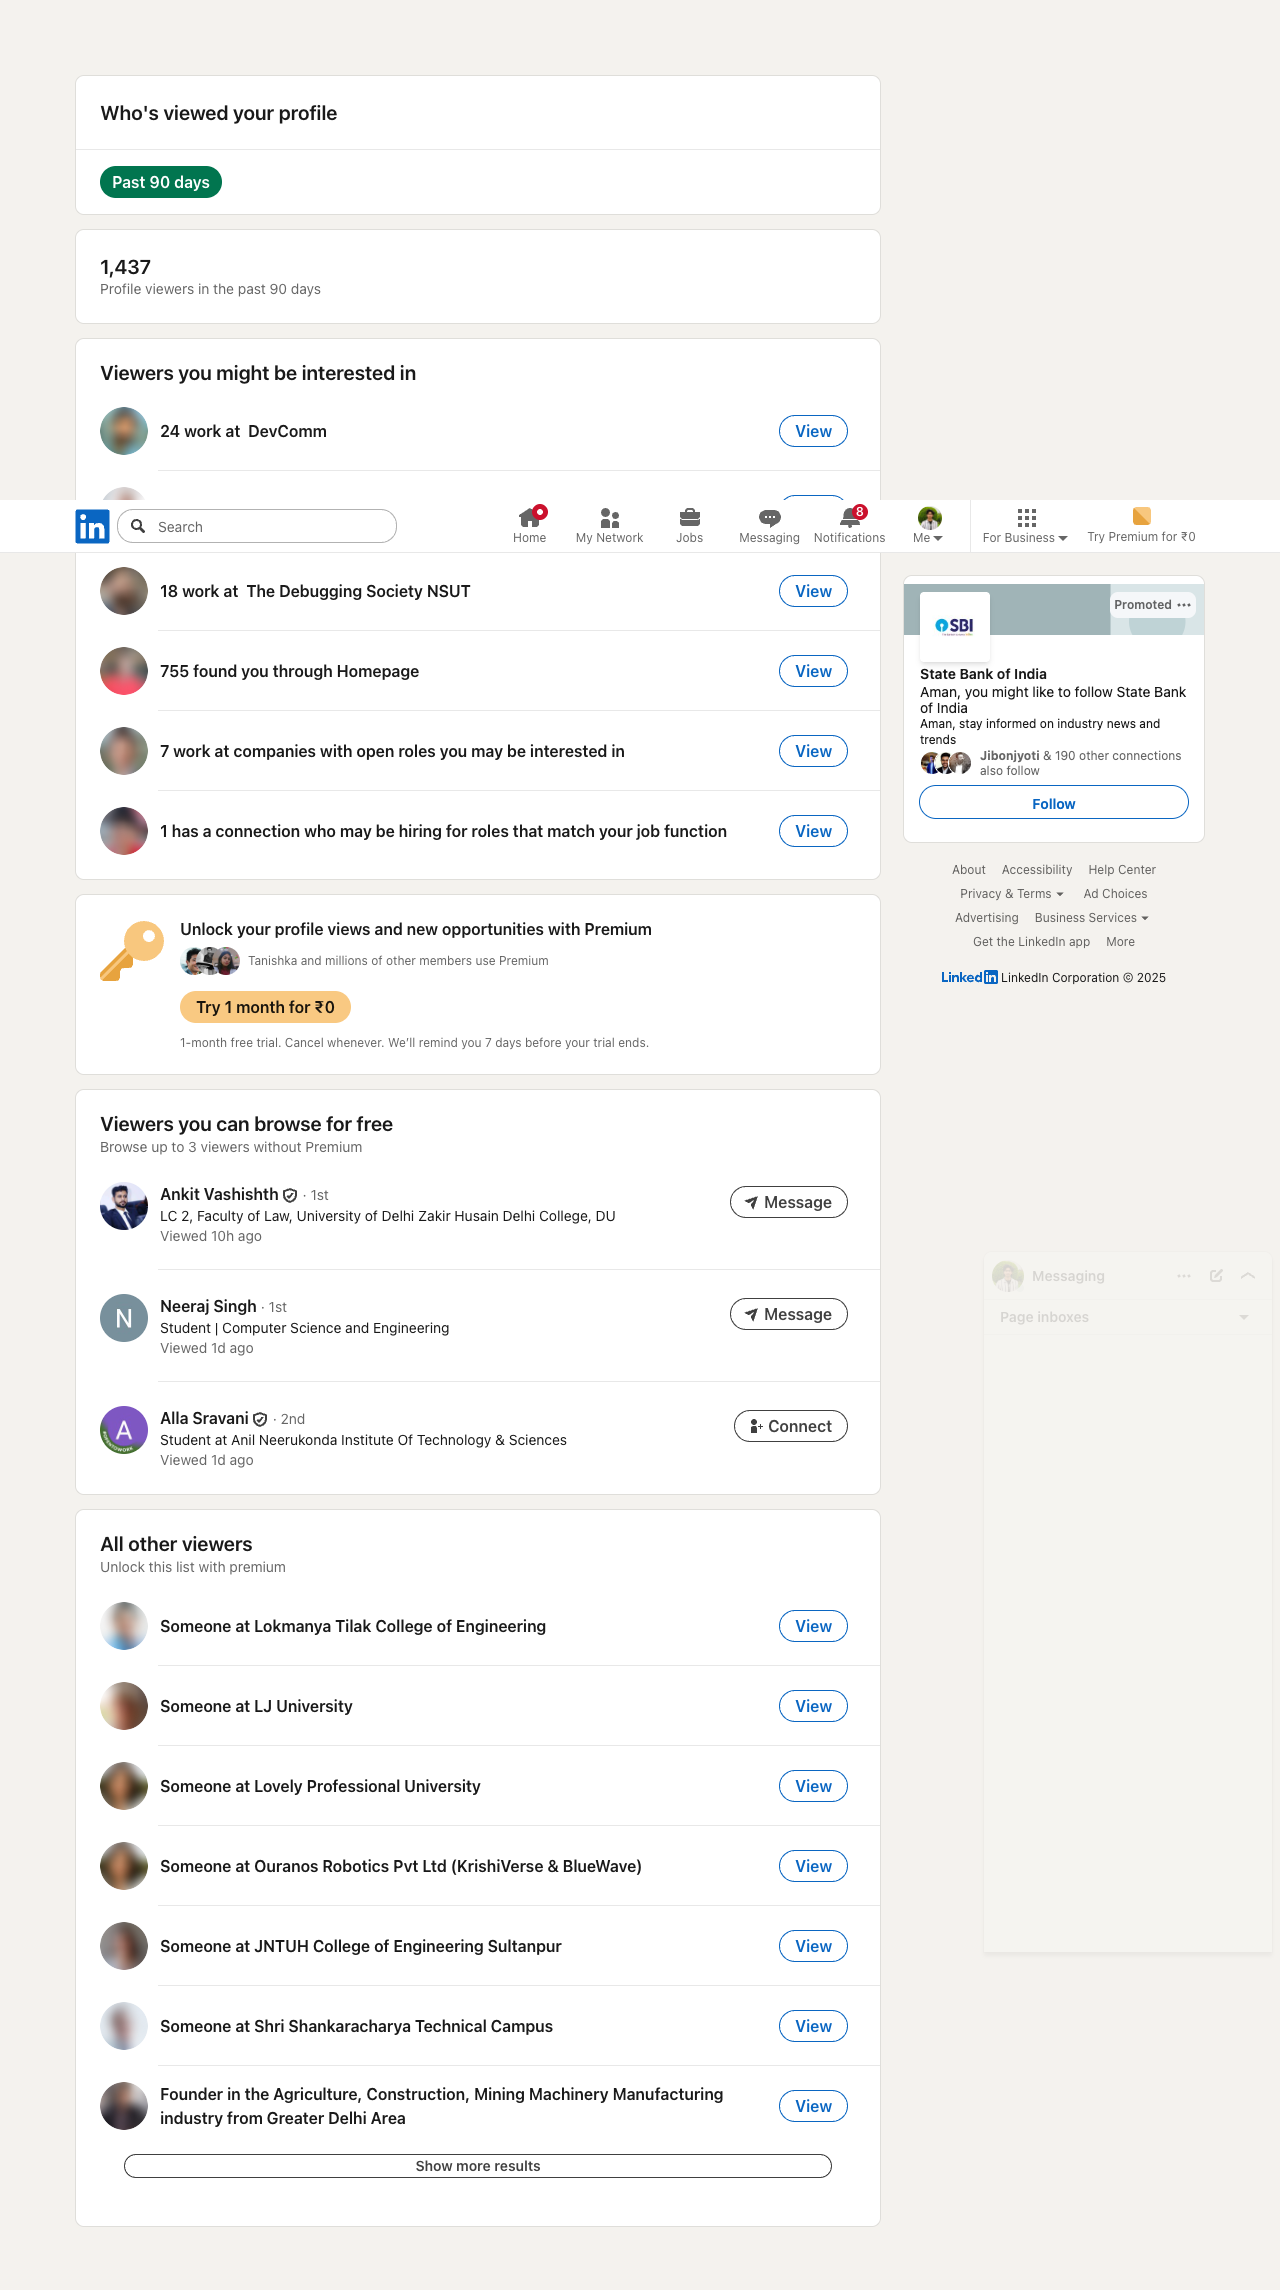 Who's viewed your profile
Past 90 days
1,437
Profile viewers in the past 90 days
Viewers you might be interested in
24 work at DevComm
View
in
Search
Home
My Network
Jobs
Messaging
8
Notifications
Me
For Business
Try Premium for ₹0
18 work at The Debugging Society NSUT
View
755 found you through Homepage
View
7 work at companies with open roles you may be interested in
View
1 has a connection who may be hiring for roles that match your job function
View
Promoted
SBI
State Bank of India
Aman, you might like to follow State Bank
of India
Aman, stay informed on industry news and
trends
Jibonjyoti & 190 other connections
also follow
Follow
About Accessibility Help Center
Privacy & Terms Ad Choices
Advertising Business Services
Get the LinkedIn app More
Linked in LinkedIn Corporation © 2025
Unlock your profile views and new opportunities with Premium
Tanishka and millions of other members use Premium
Try 1 month for ₹0
1-month free trial. Cancel whenever. We'll remind you 7 days before your trial ends.
Viewers you can browse for free
Browse up to 3 viewers without Premium
Ankit Vashishth · 1st
LC 2, Faculty of Law, University of Delhi Zakir Husain Delhi College, DU
Viewed 10h ago
Message
N
Neeraj Singh · 1st
Student | Computer Science and Engineering
Viewed 1d ago
Message
A
#OPENTOWORK
Alla Sravani · 2nd
Student at Anil Neerukonda Institute Of Technology & Sciences
Viewed 1d ago
Connect
Messaging
Page inboxes
All other viewers
Unlock this list with premium
Someone at Lokmanya Tilak College of Engineering
View
Someone at LJ University
View
Someone at Lovely Professional University
View
Someone at Ouranos Robotics Pvt Ltd (KrishiVerse & BlueWave)
View
Someone at JNTUH College of Engineering Sultanpur
View
Someone at Shri Shankaracharya Technical Campus
View
Founder in the Agriculture, Construction, Mining Machinery Manufacturing
industry from Greater Delhi Area
View
Show more results